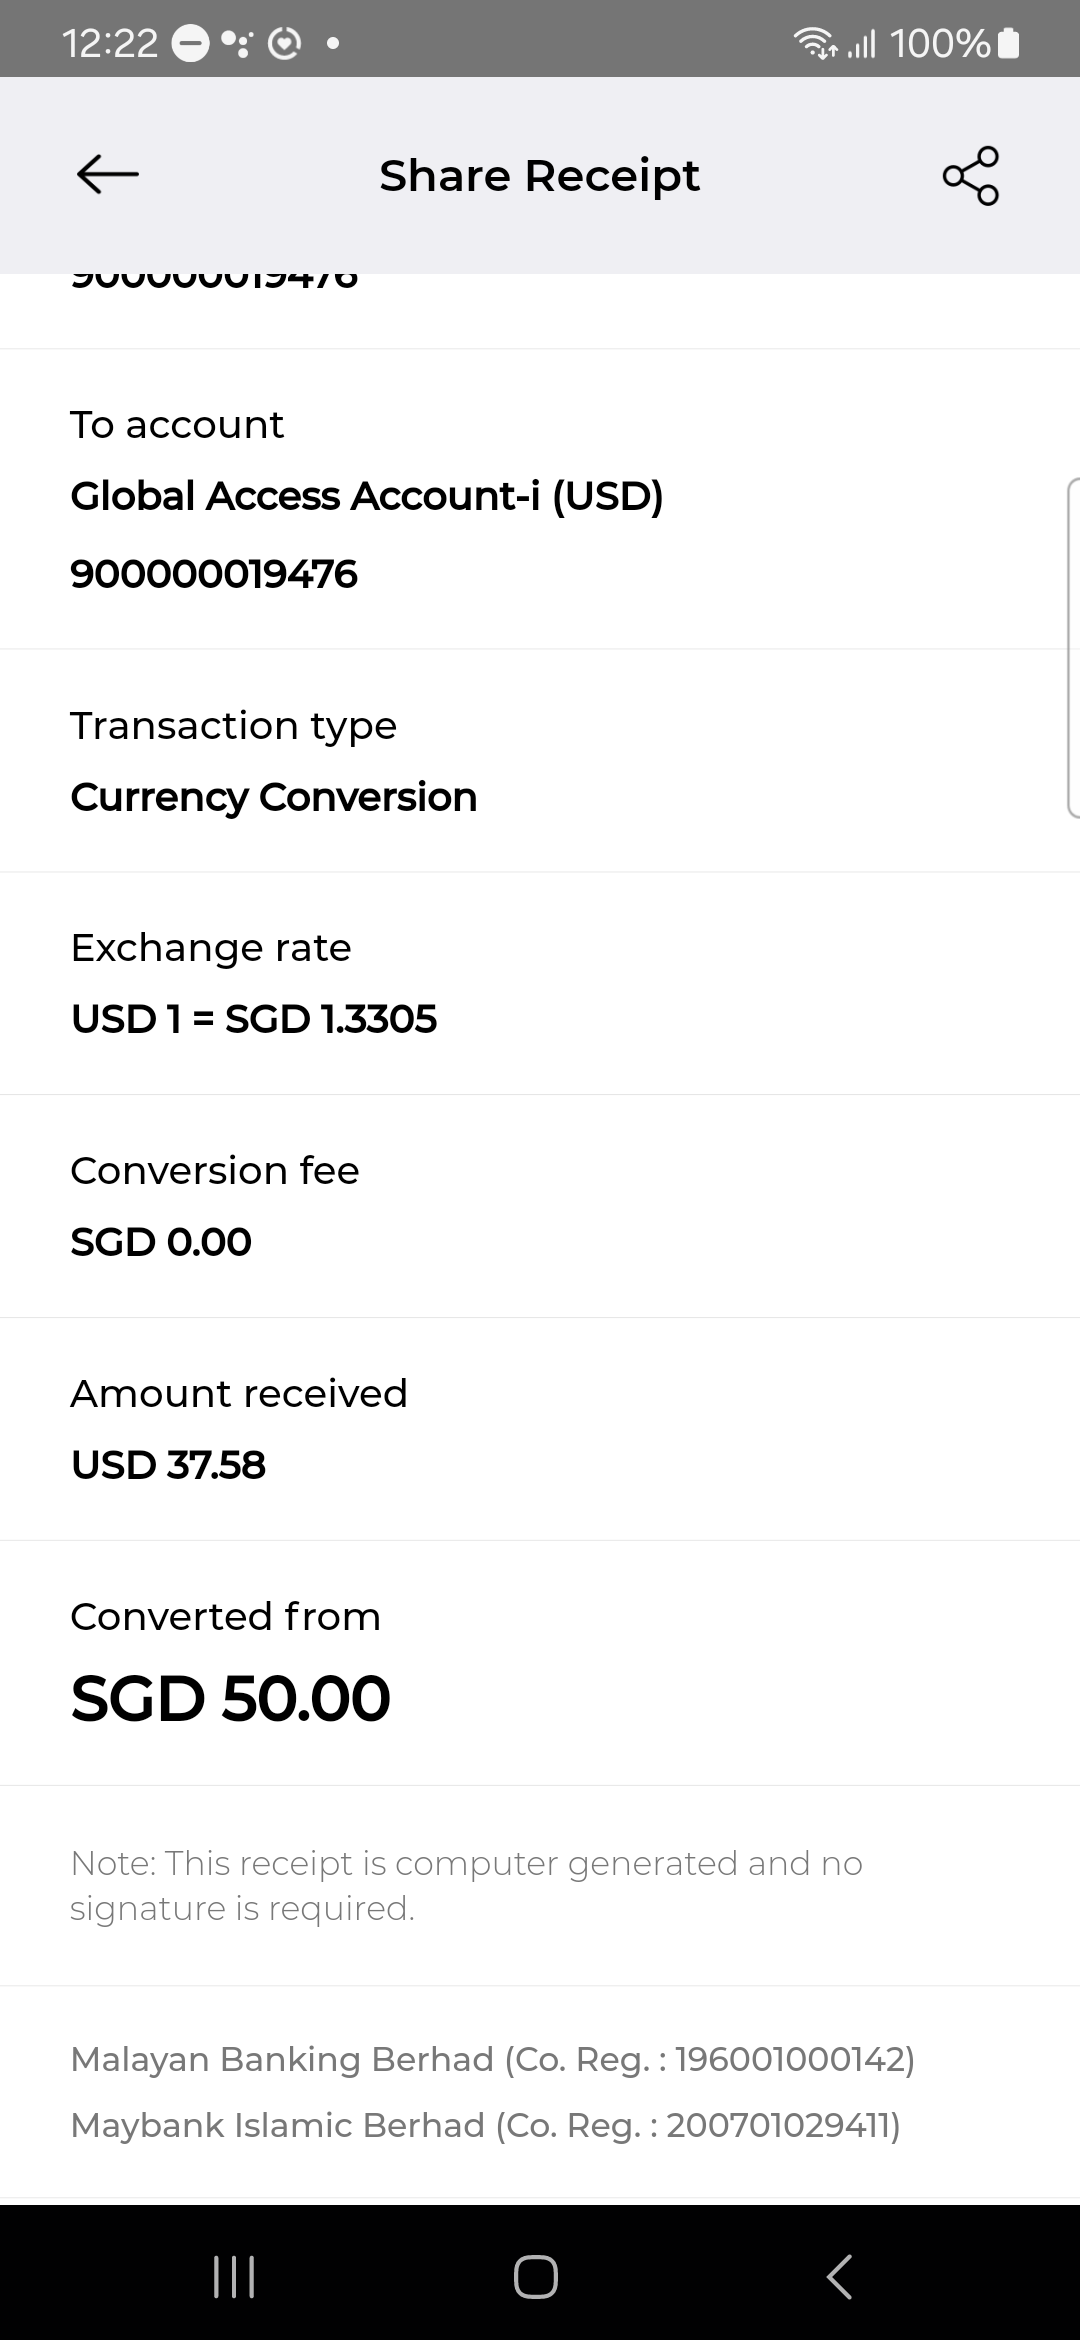 12:22
100%
Share Receipt
900000019476
To account
Global Access Account-i (USD)
900000019476
Transaction type
Currency Conversion
Exchange rate
USD 1 = SGD 1.3305
Conversion fee
SGD 0.00
Amount received
USD 37.58
Converted from
SGD 50.00
Note: This receipt is computer generated and no
signature is required.
Malayan Banking Berhad (Co. Reg. : 196001000142)
Maybank Islamic Berhad (Co. Reg. : 200701029411)